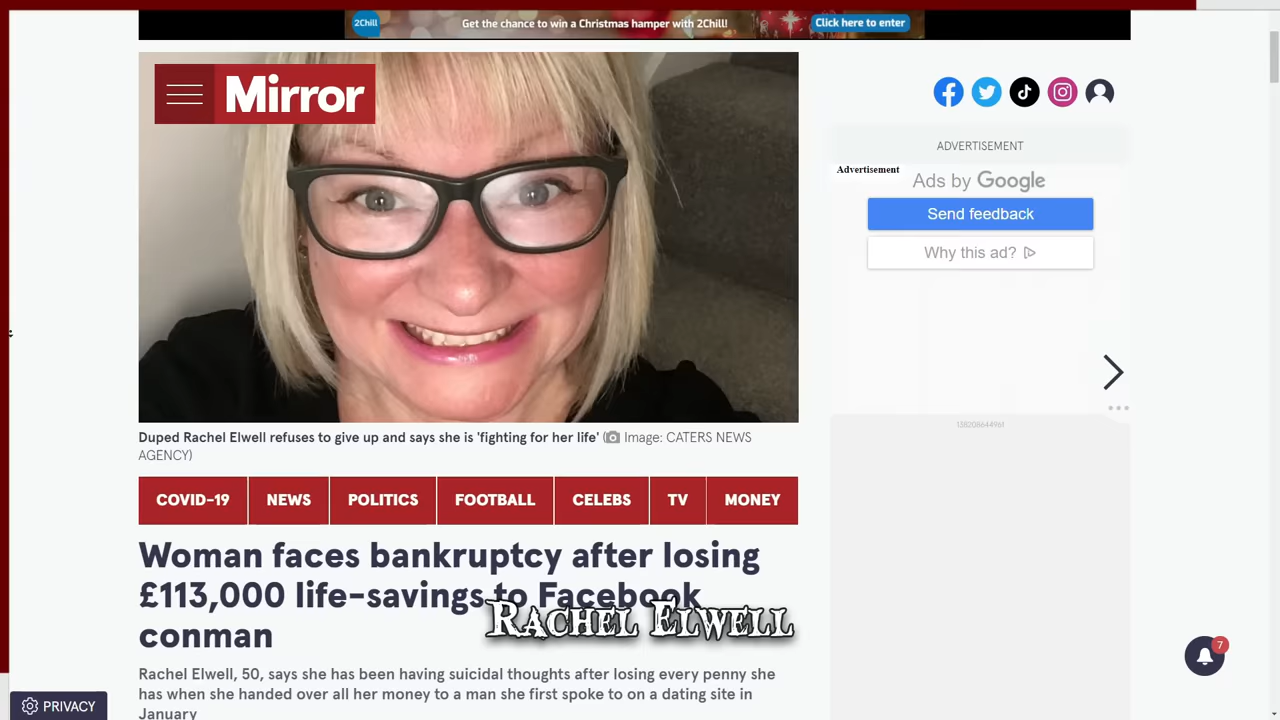 2Chill Get the chance to win a Christmas hamper with 2Chill! Click here to enter
Mirror
ADVERTISEMENT
Advertisement
Ads by Google
Send feedback
Why this ad?
138208644961
Duped Rachel Elwell refuses to give up and says she is 'fighting for her life' ( Image: CATERS NEWS
AGENCY)
COVID-19 NEWS POLITICS FOOTBALL CELEBS TV MONEY
Woman faces bankruptcy after losing
£113,000 life-savings to Facebook
conman
Rachel Elwell
Rachel Elwell, 50, says she has been having suicidal thoughts after losing every penny she
has when she handed over all her money to a man she first spoke to on a dating site in
January
7
PRIVACY